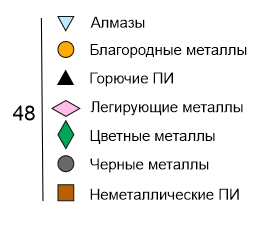 Алмазы
Благородные металлы
Горючие ПИ
48
Легирующие металлы
Цветные металлы
Черные металлы
Неметаллические ПИ